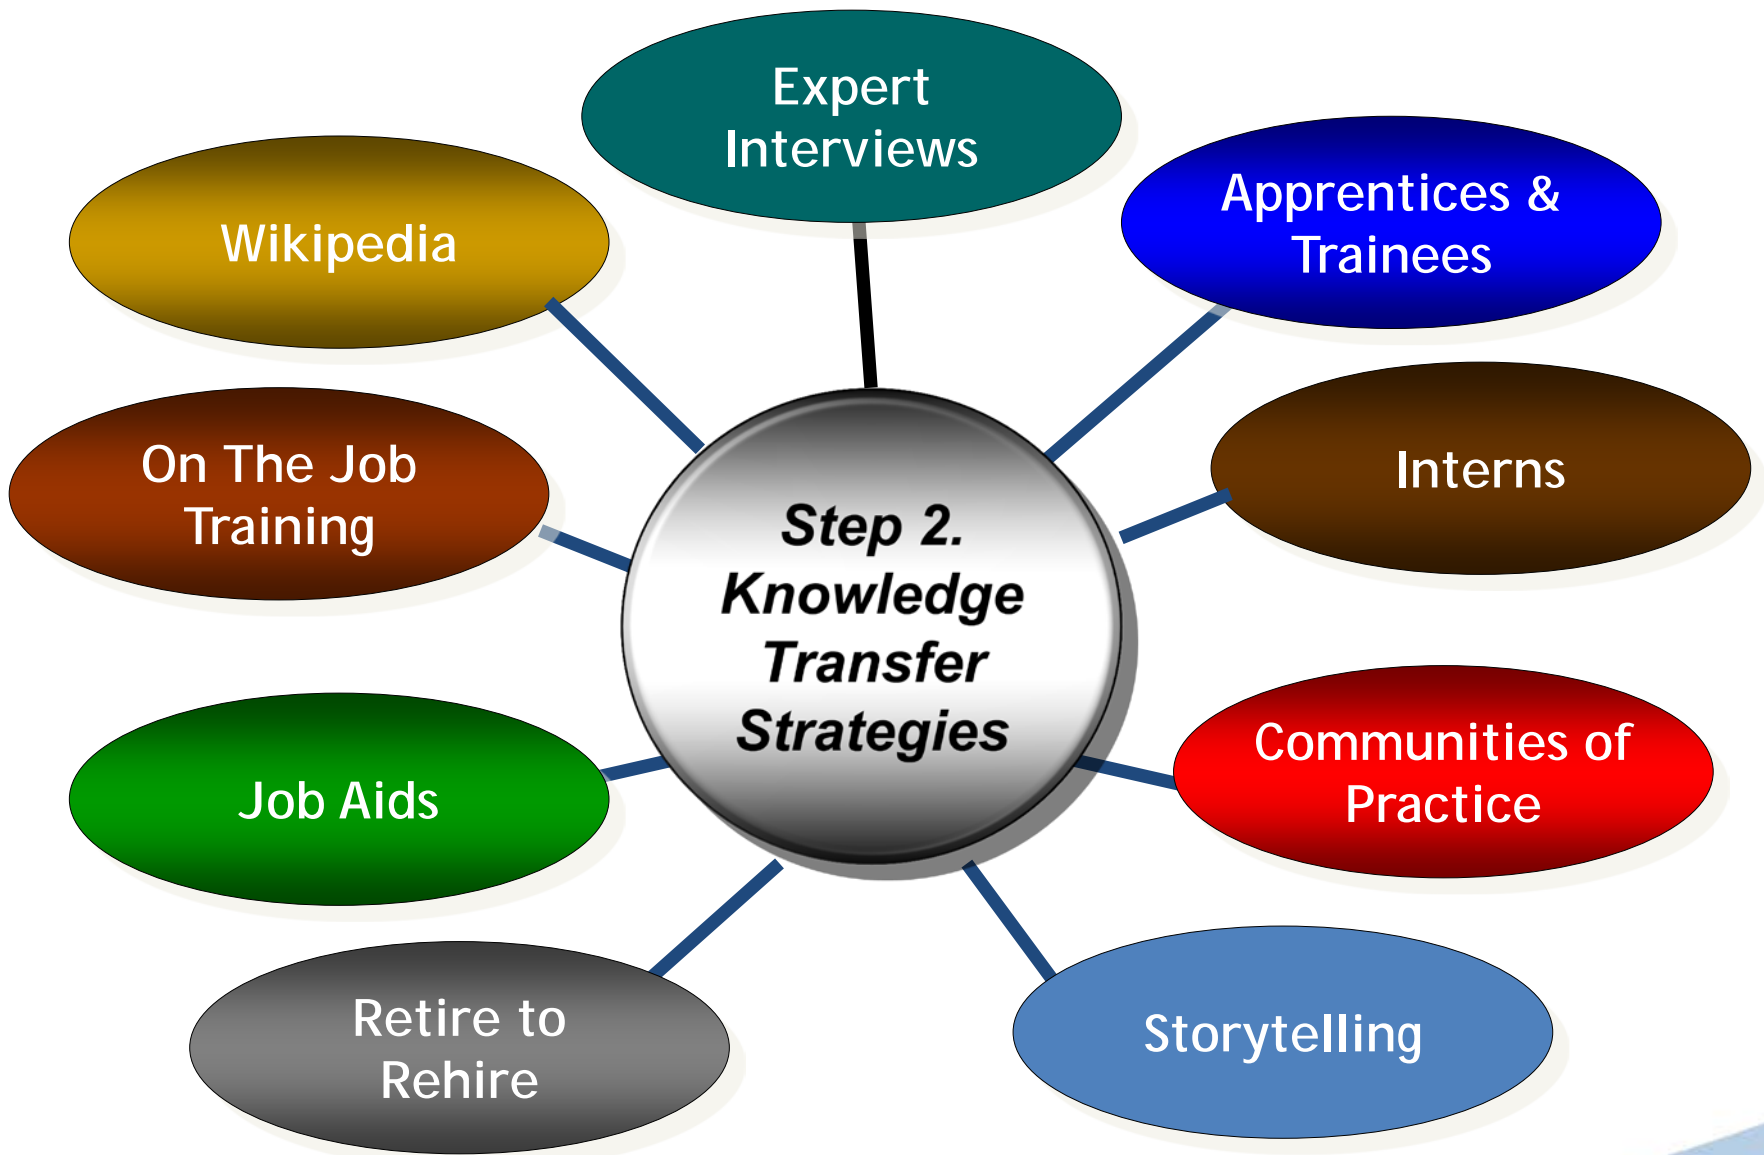 Expert
Interviews
Apprentices &
Trainees
Wikipedia
Interns
On The Job
Training
Step 2.
Knowledge
Transfer
Strategies
Communities of
Practice
Job Aids
Retire to
Rehire
Storytelling